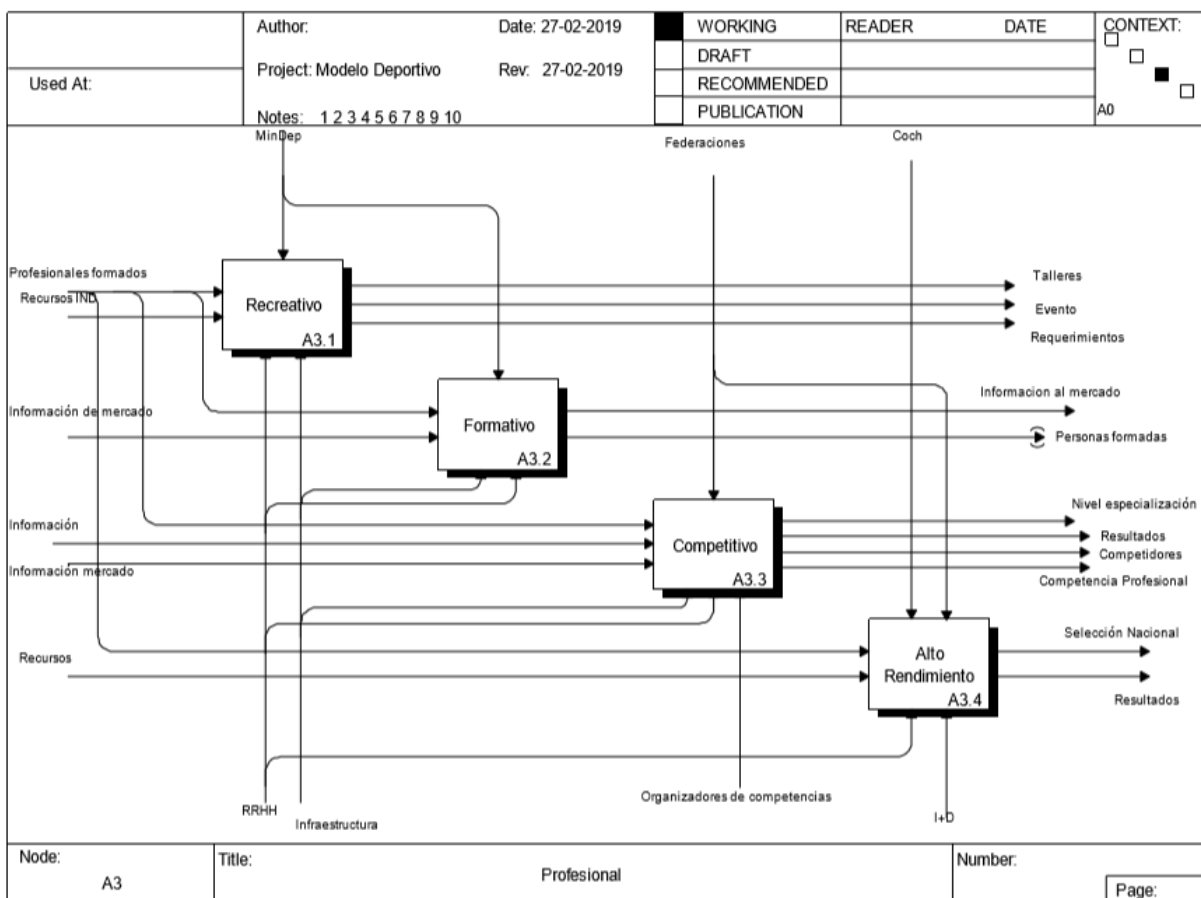 Used At:
Author:
Date: 27-02-2019
Project: Modelo Deportivo
Rev: 27-02-2019
Notes: 1 2 3 4 5 6 7 8 9 10
WORKING
DRAFT
RECOMMENDED
PUBLICATION
READER
DATE
CONTEXT:
A0
MinDep
Federaciones
Coch
Profesionales formados
Recursos IND
Recreativo
A3.1
Talleres
Evento
Requerimientos
Información de mercado
Formativo
A3.2
Informacion al mercado
Personas formadas
Información
Información mercado
Competitivo
A3.3
Nivel especialización
Resultados
Competidores
Competencia Profesional
Recursos
Alto
Rendimiento
A3.4
Selección Nacional
Resultados
RRHH
Infraestructura
Organizadores de competencias
I+D
Node:
A3
Title:
Profesional
Number:
Page: